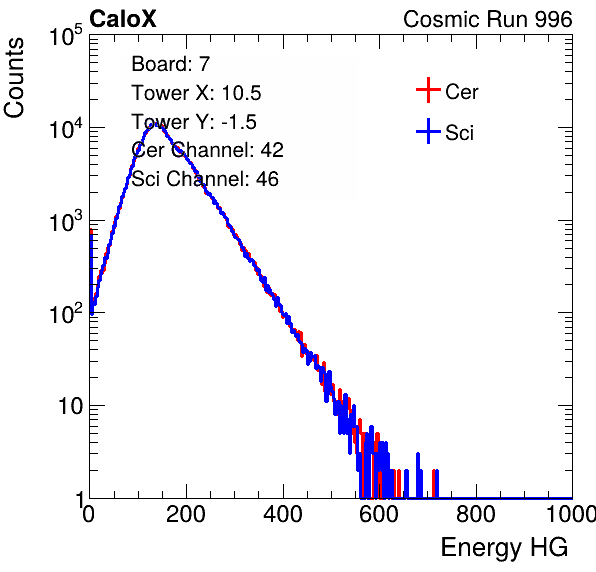 CaloX Cosmic Run 996
Counts
10^5
10^4
10^3
10^2
10
1
Board: 7
Tower X: 10.5
Tower Y: -1.5
Cer Channel: 42
Sci Channel: 46
Cer
Sci
0 200 400 600 800 1000
Energy HG